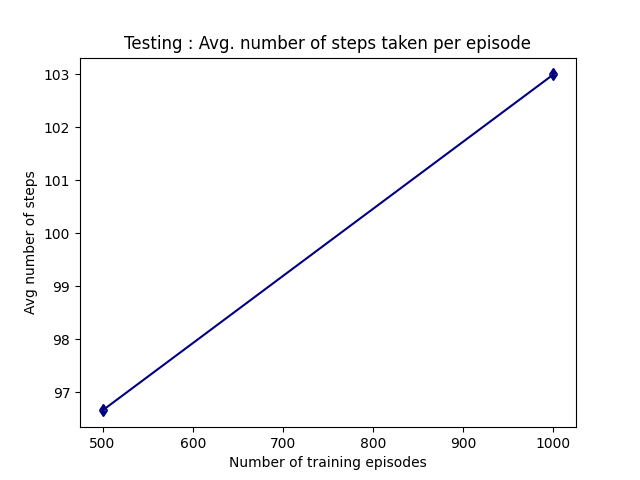 Testing : Avg. number of steps taken per episode
103
102
101
100
99
98
97
Avg number of steps
500 600 700 800 900 1000
Number of training episodes